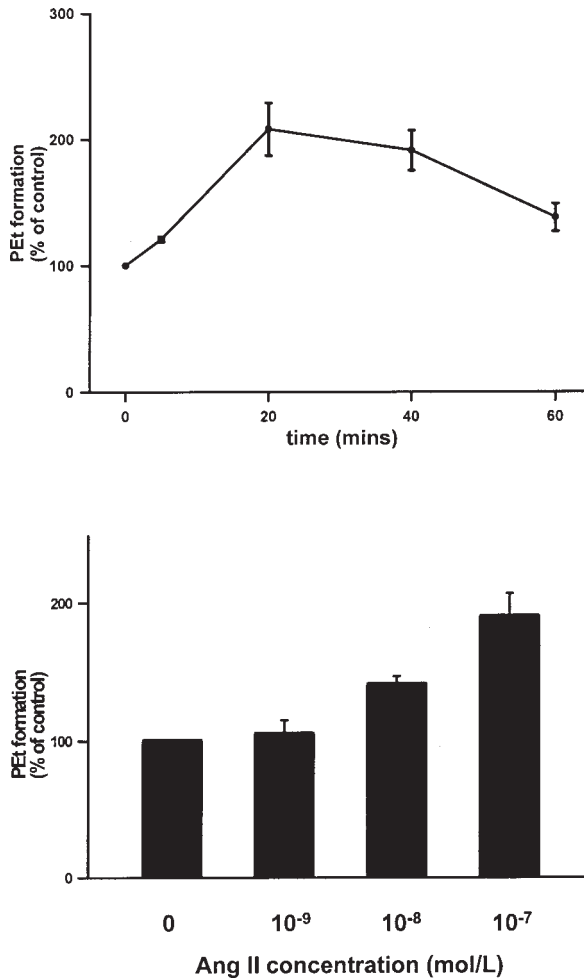 300
200
100
0
PEt formation
(% of control)
0 20 40 60
time (mins)
200
100
0
PEt formation
(% of control)
0 10⁻⁹ 10⁻⁸ 10⁻⁷
Ang II concentration (mol/L)